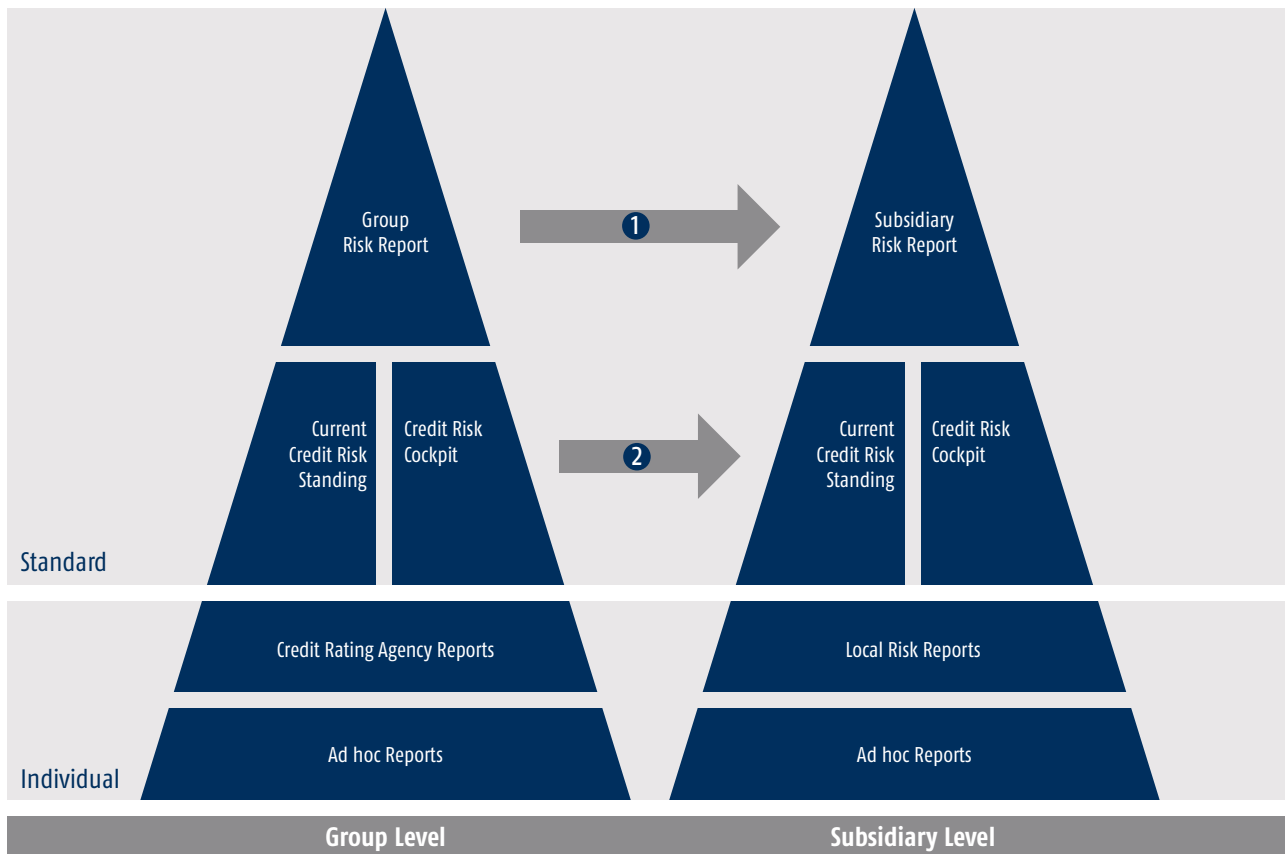 Group
Risk Report
1
Subsidiary
Risk Report
Current
Credit Risk
Standing
Credit Risk
Cockpit
2
Current
Credit Risk
Standing
Credit Risk
Cockpit
Standard
Credit Rating Agency Reports
Local Risk Reports
Ad hoc Reports
Ad hoc Reports
Individual
Group Level
Subsidiary Level